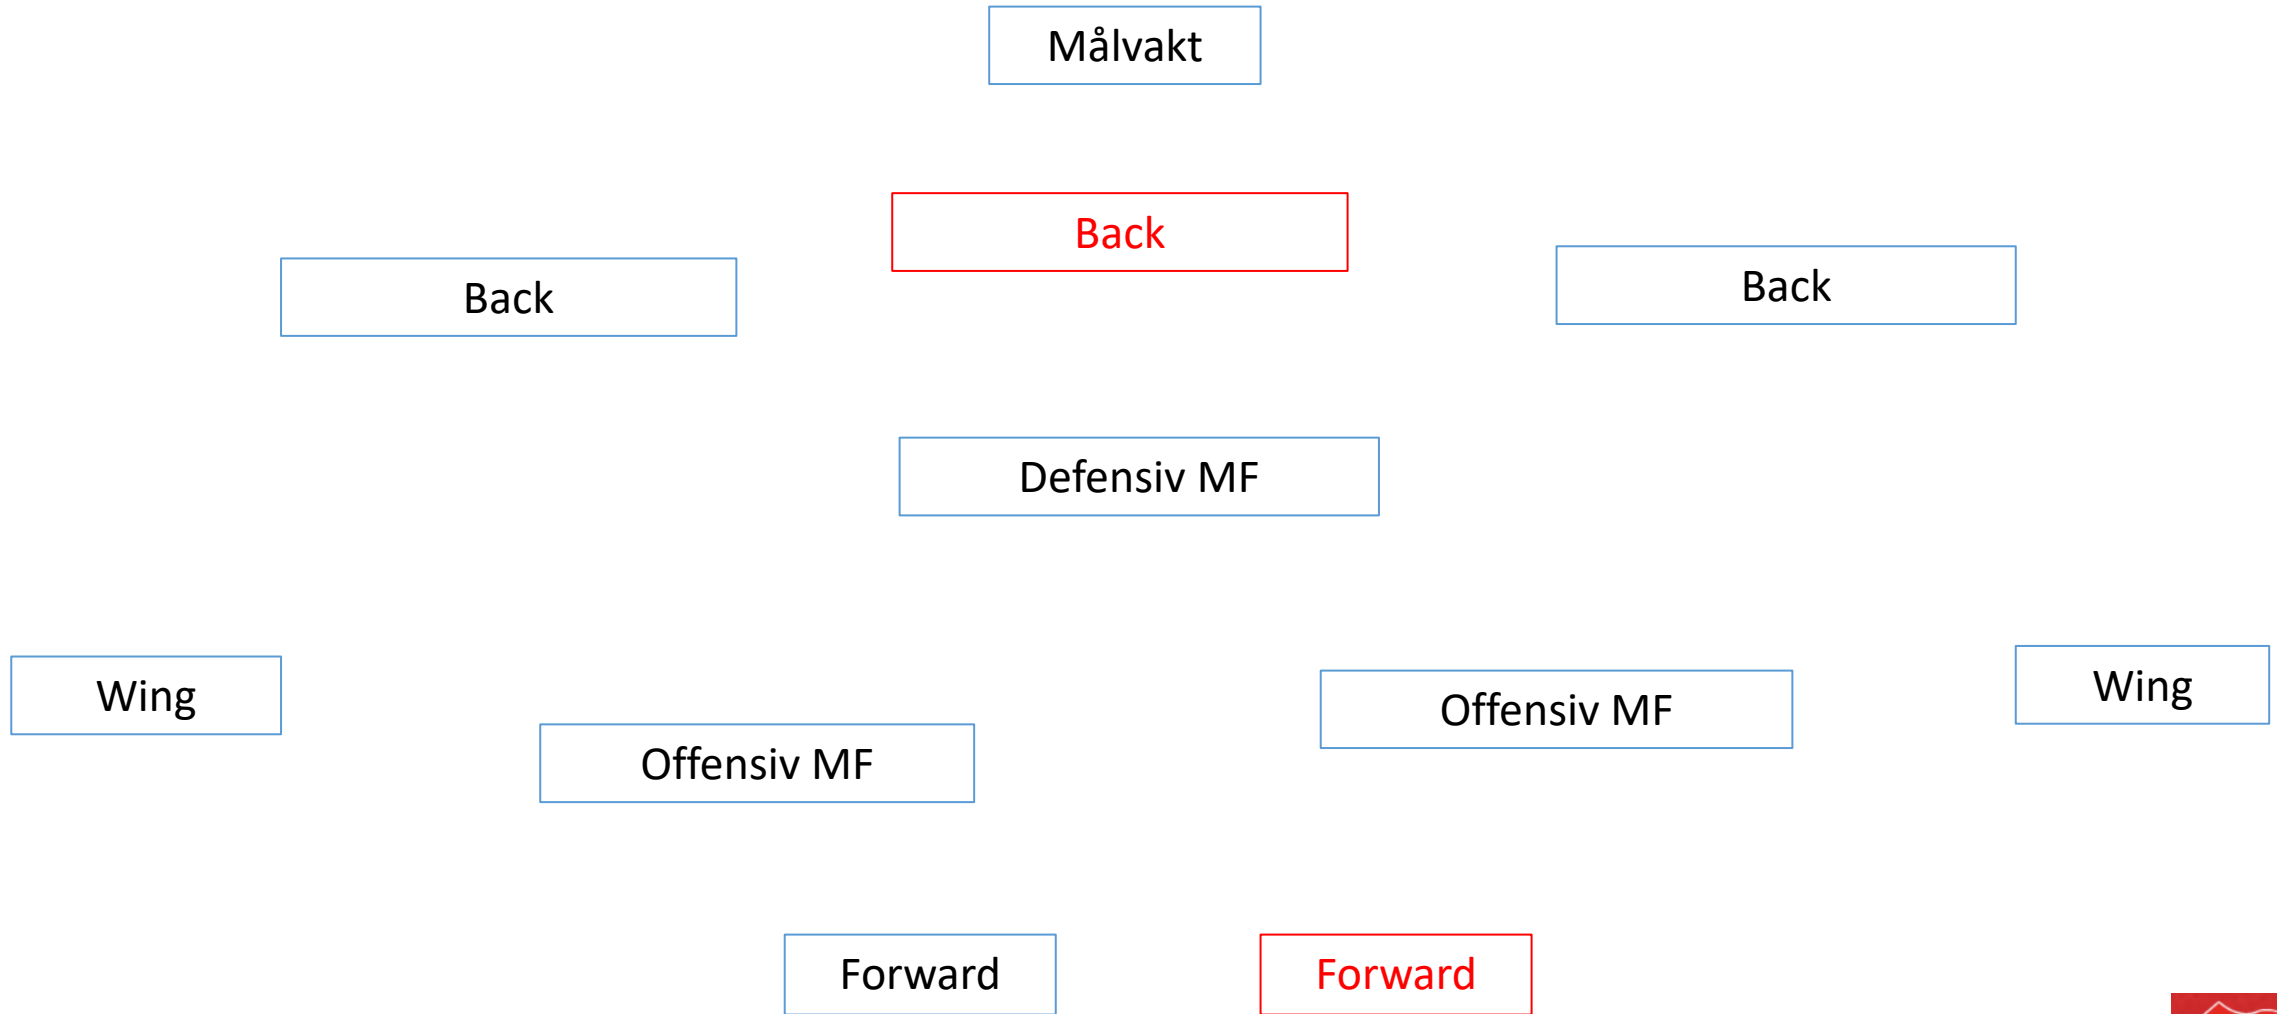 Målvakt
Back
Back
Back
Defensiv MF
Wing
Offensiv MF
Offensiv MF
Wing
Forward
Forward